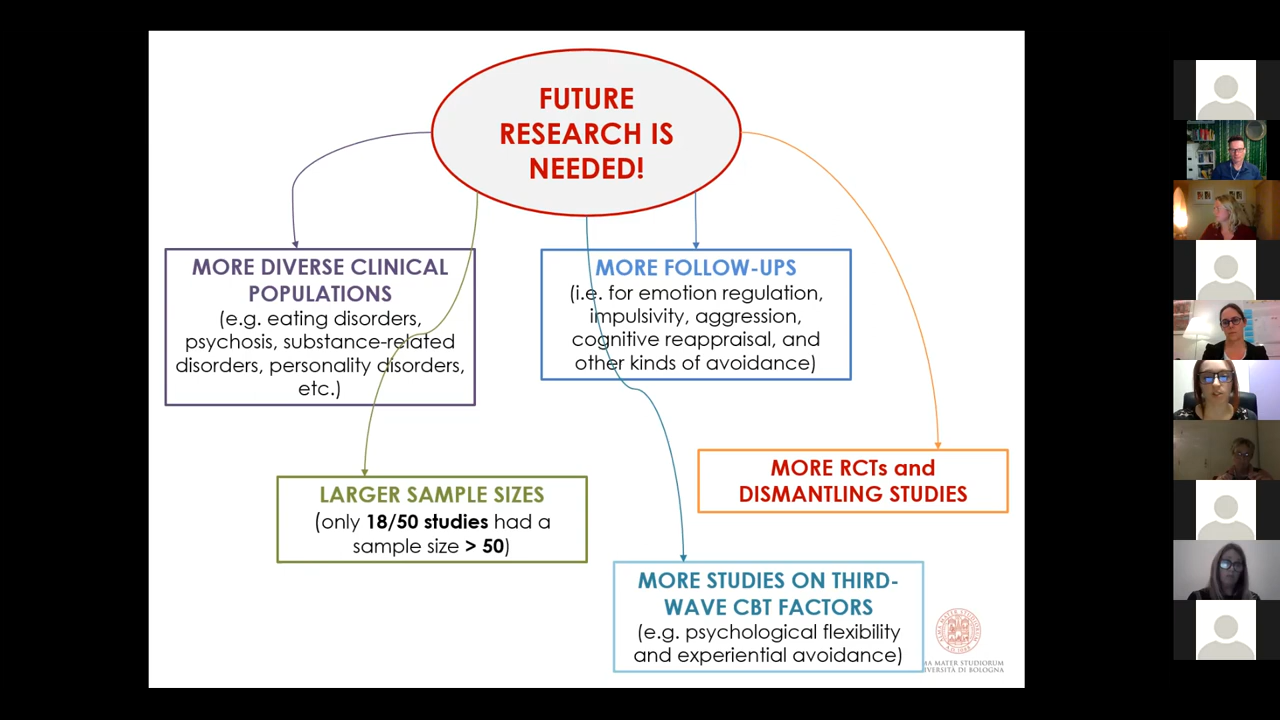 FUTURE
RESEARCH IS
NEEDED!
MORE DIVERSE CLINICAL
POPULATIONS
(e.g. eating disorders,
psychosis, substance-related
disorders, personality disorders,
etc.)
MORE FOLLOW-UPS
(i.e. for emotion regulation,
impulsivity, aggression,
cognitive reappraisal, and
other kinds of avoidance)
LARGER SAMPLE SIZES
(only 18/50 studies had a
sample size > 50)
MORE RCTs and
DISMANTLING STUDIES
MORE STUDIES ON THIRD-
WAVE CBT FACTORS
(e.g. psychological flexibility
and experiential avoidance)
MATER STUDIORUM
DI BOLOGNA